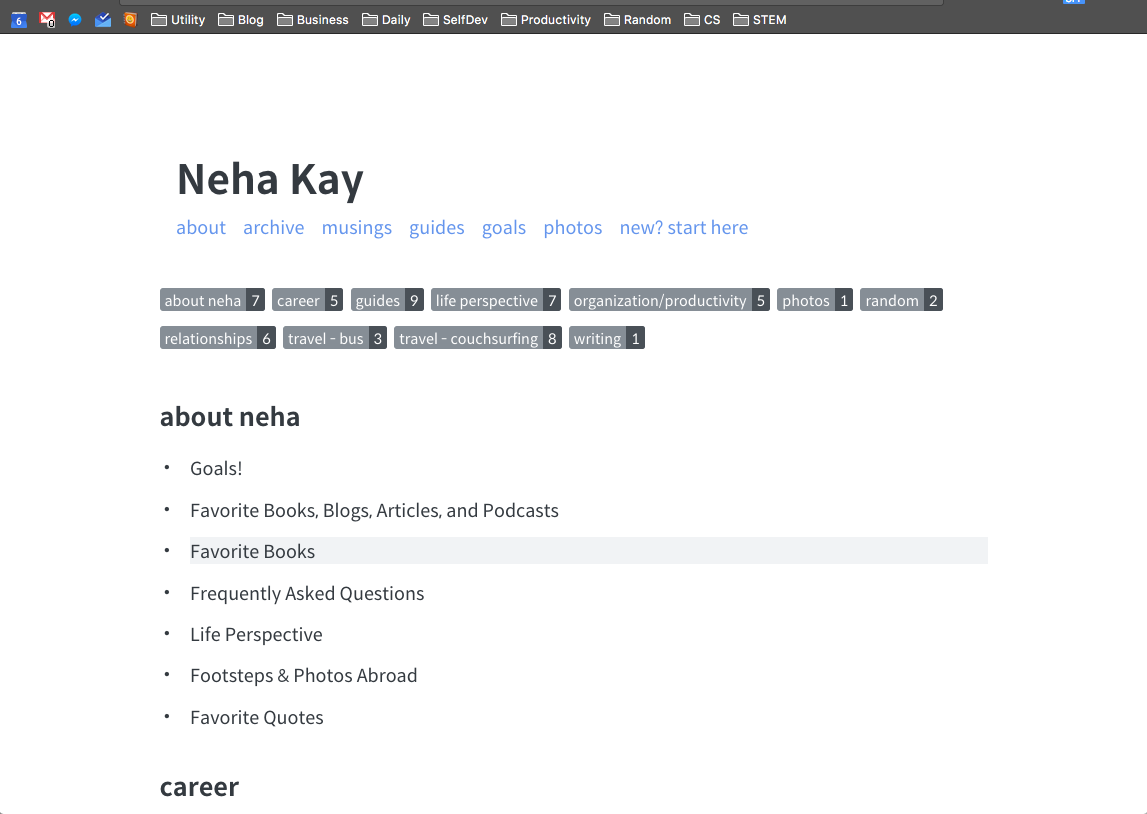 6 0 Utility Blog Business Daily SelfDev Productivity Random CS STEM
Neha Kay
about archive musings guides goals photos new? start here
about neha 7 career 5 guides 9 life perspective 7 organization/productivity 5 photos 1 random 2
relationships 6 travel - bus 3 travel - couchsurfing 8 writing 1
about neha
• Goals!
• Favorite Books, Blogs, Articles, and Podcasts
• Favorite Books
• Frequently Asked Questions
• Life Perspective
• Footsteps & Photos Abroad
• Favorite Quotes
career